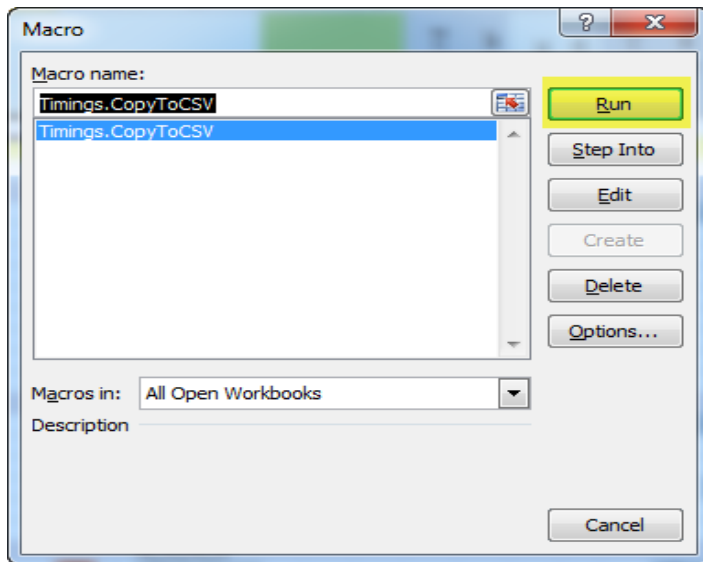 Macro
Macro name:
Timings.CopyToCSV
Timings.CopyToCSV
Run
Step Into
Edit
Create
Delete
Options...
Macros in: All Open Workbooks
Description
Cancel